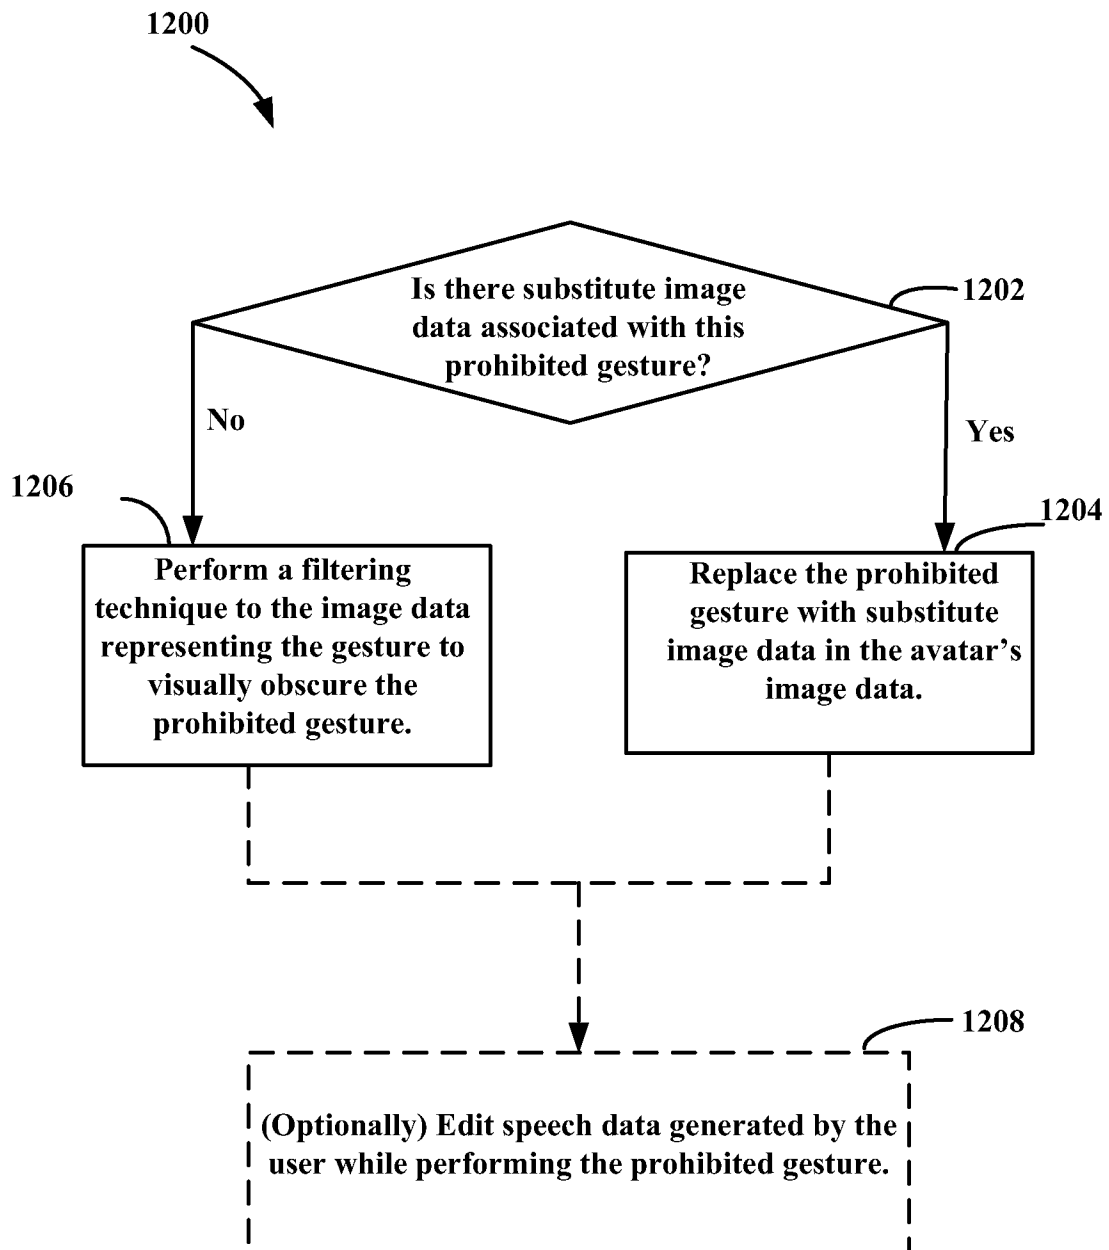 1200
Is there substitute image
data associated with this
prohibited gesture?
1202
No
Yes
1206
1204
Perform a filtering
technique to the image data
representing the gesture to
visually obscure the
prohibited gesture.
Replace the prohibited
gesture with substitute
image data in the avatar's
image data.
1208
(Optionally) Edit speech data generated by the
user while performing the prohibited gesture.